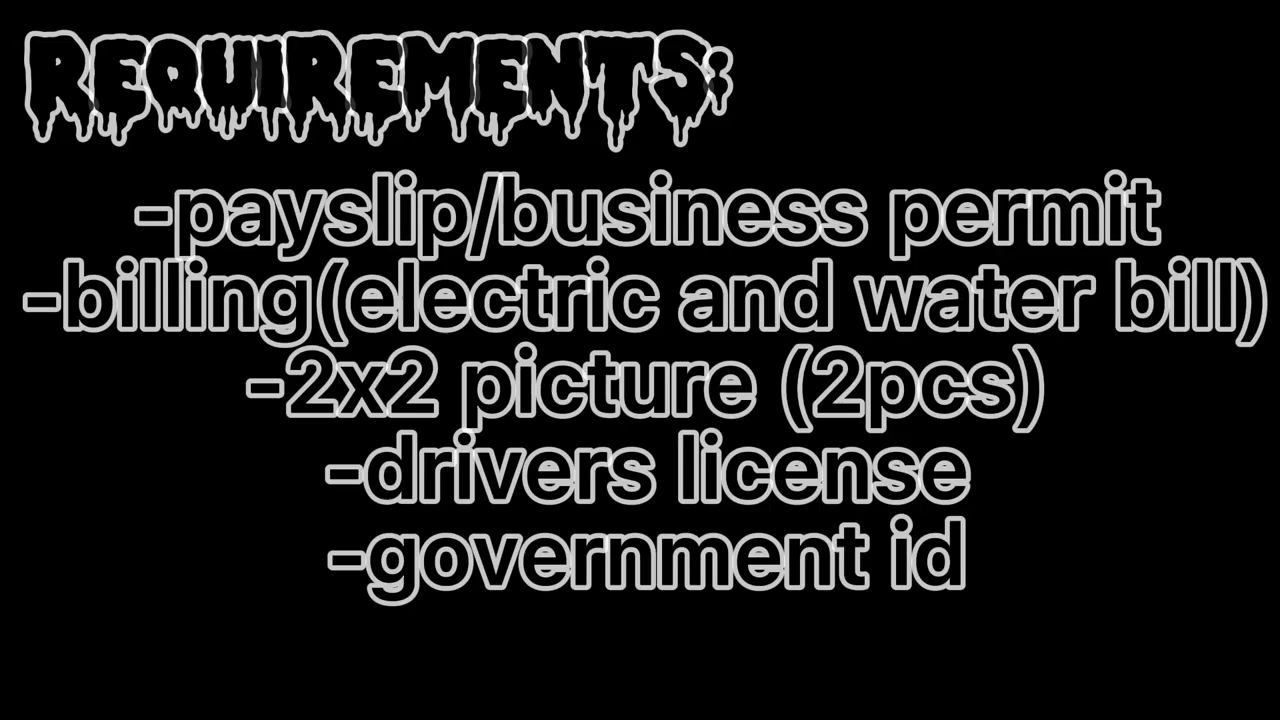 REQUIREMENTS:
-payslip/business permit
-billing(electric and water bill)
-2x2 picture (2pcs)
-drivers license
-government id